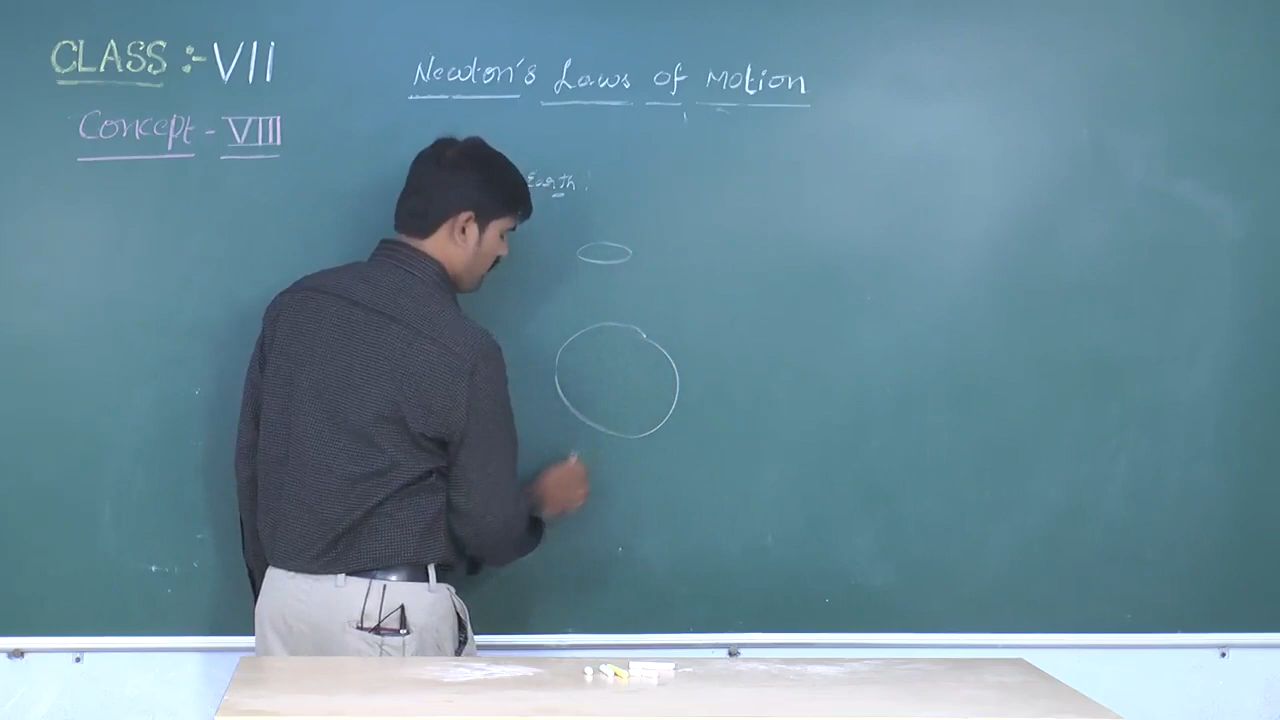 CLASS :- VII
Newton's Laws of Motion
Concept - VIII
Earth :